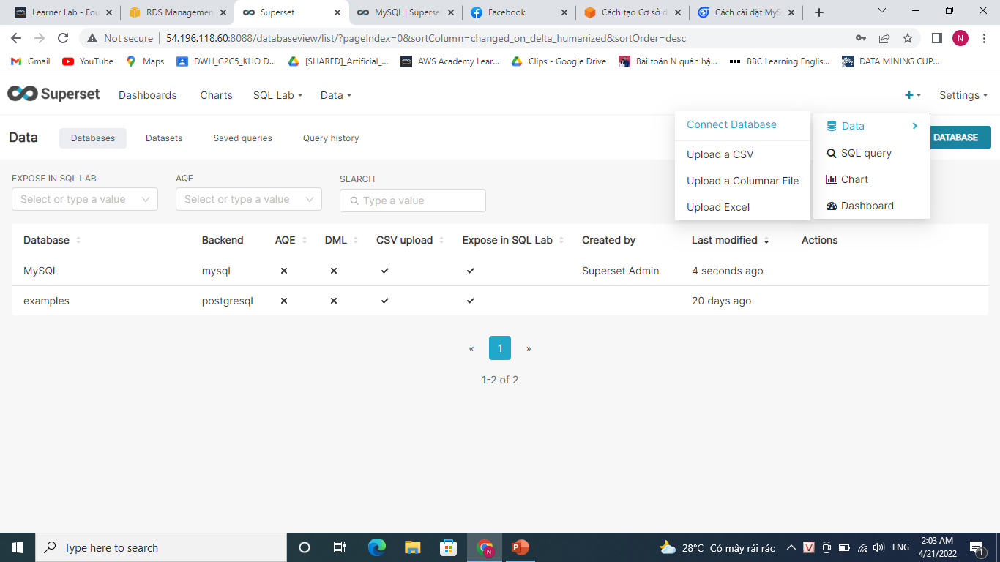 Learner Lab - Fou
RDS Managemen
Superset
MySQL | Superse
Facebook
Cách tạo Cơ sở d
Cách cài đặt MyS
Not secure
54.196.118.60:8088/databaseview/list/?pageIndex=0&sortColumn=changed_on_delta_humanized&sortOrder=desc
N
Gmail
YouTube
Maps
DWH_G2C5_KHO D...
[SHARED]_Artificial_...
AWS Academy Lear...
Clips - Google Drive
Bài toán N quân hậ...
BBC Learning Englis...
DATA MINING CUP...
Superset
Dashboards
Charts
SQL Lab
Data
Settings
Data
Databases
Datasets
Saved queries
Query history
DATABASE
Connect Database
Upload a CSV
Upload a Columnar File
Upload Excel
Data
SQL query
Chart
Dashboard
EXPOSE IN SQL LAB
AQE
SEARCH
Select or type a value
Select or type a value
Type a value
Database Backend AQE DML CSV upload Expose in SQL Lab Created by Last modified Actions
MySQL mysql Superset Admin 4 seconds ago
examples postgresql 20 days ago
« 1 »
1-2 of 2
Type here to search
28°C Có mây rải rác
ENG
2:03 AM
4/21/2022
1